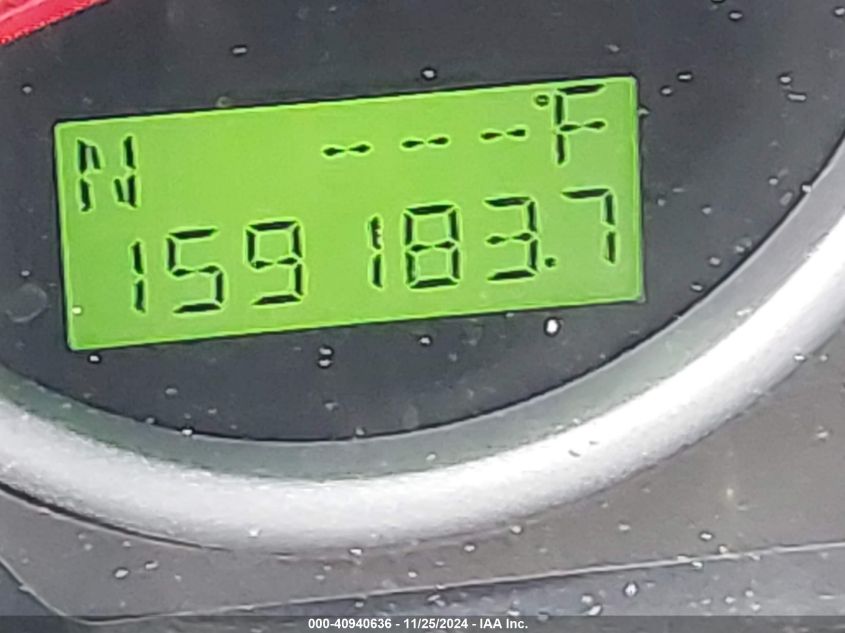 N - - - °F
159183.7
000-40940636 - 11/25/2024 - IAA Inc.